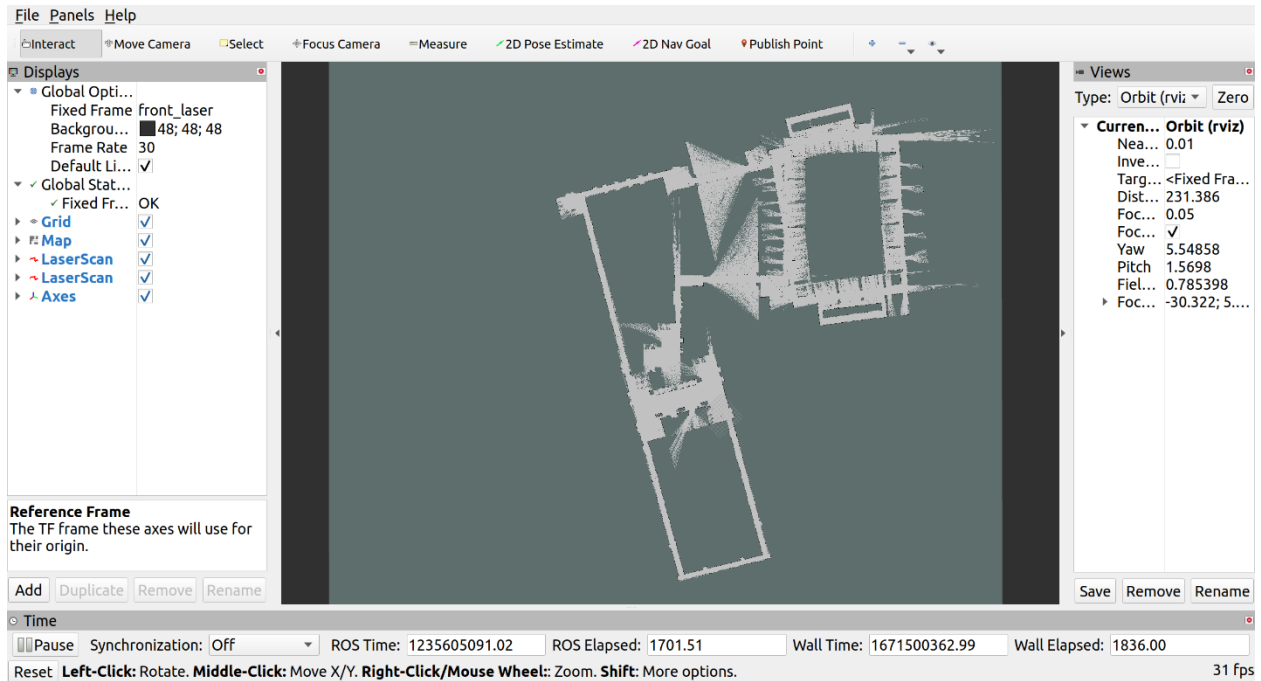 File Panels Help
Interact Move Camera Select Focus Camera Measure 2D Pose Estimate 2D Nav Goal Publish Point
Displays
Global Opti...
Fixed Frame front_laser
Backgrou... 48; 48; 48
Frame Rate 30
Default Li...
Global Stat...
Fixed Fr... OK
Grid
Map
LaserScan
LaserScan
Axes
Reference Frame
The TF frame these axes will use for
their origin.
Add Duplicate Remove Rename
Views
Type: Orbit (rviz Zero
Curren... Orbit (rviz)
Nea... 0.01
Inve...
Targ... <Fixed Fra...
Dist... 231.386
Foc... 0.05
Foc...
Yaw 5.54858
Pitch 1.5698
Fiel... 0.785398
Foc... -30.322; 5....
Save Remove Rename
Time
Pause Synchronization: Off ROS Time: 1235605091.02 ROS Elapsed: 1701.51 Wall Time: 1671500362.99 Wall Elapsed: 1836.00
Reset Left-Click: Rotate. Middle-Click: Move X/Y. Right-Click/Mouse Wheel:: Zoom. Shift: More options. 31 fps